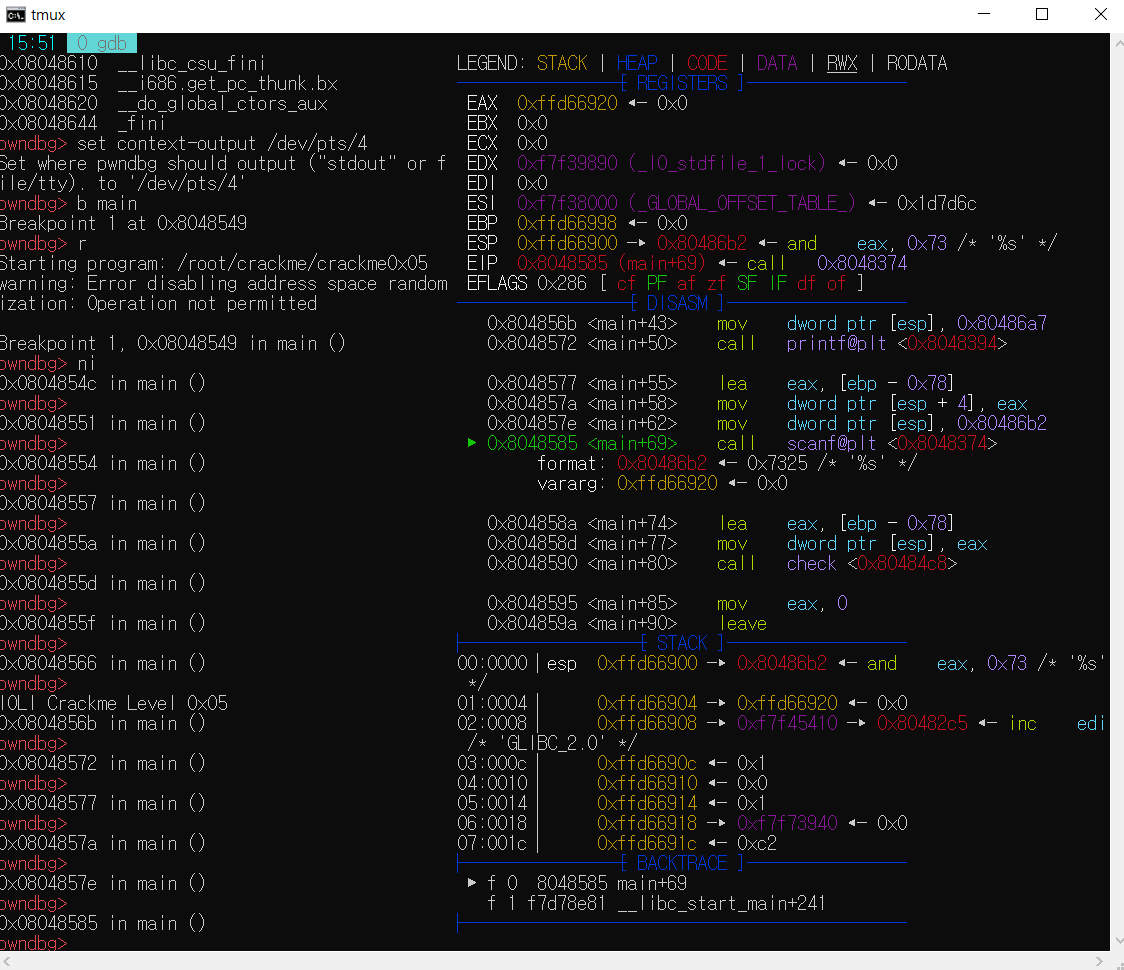 tmux
15:51 0 gdb
0x08048610 __libc_csu_fini
0x08048615 __i686.get_pc_thunk.bx
0x08048620 __do_global_ctors_aux
0x08048644 _fini
pwndbg> set context-output /dev/pts/4
Set where pwndbg should output ("stdout" or f
ile/tty). to '/dev/pts/4'
pwndbg> b main
Breakpoint 1 at 0x8048549
pwndbg> r
Starting program: /root/crackme/crackme0x05
warning: Error disabling address space random
ization: Operation not permitted
Breakpoint 1, 0x08048549 in main ()
pwndbg> ni
0x0804854c in main ()
pwndbg>
0x08048551 in main ()
pwndbg>
0x08048554 in main ()
pwndbg>
0x08048557 in main ()
pwndbg>
0x0804855a in main ()
pwndbg>
0x0804855d in main ()
pwndbg>
0x0804855f in main ()
pwndbg>
0x08048566 in main ()
pwndbg>
IOLI Crackme Level 0x05
0x0804856b in main ()
pwndbg>
0x08048572 in main ()
pwndbg>
0x08048577 in main ()
pwndbg>
0x0804857a in main ()
pwndbg>
0x0804857e in main ()
pwndbg>
0x08048585 in main ()
pwndbg>
LEGEND: STACK | HEAP | CODE | DATA | RWX | RODATA
[ REGISTERS ]
EAX 0xffd66920 ◂— 0x0
EBX 0x0
ECX 0x0
EDX 0xf7f39890 (_IO_stdfile_1_lock) ◂— 0x0
EDI 0x0
ESI 0xf7f38000 (_GLOBAL_OFFSET_TABLE_) ◂— 0x1d7d6c
EBP 0xffd66998 ◂— 0x0
ESP 0xffd66900 —▸ 0x80486b2 ◂— and eax, 0x73 /* '%s' */
EIP 0x8048585 (main+69) ◂— call 0x8048374
EFLAGS 0x286 [ cf PF af zf SF IF df of ]
[ DISASM ]
0x804856b <main+43> mov dword ptr [esp], 0x80486a7
0x8048572 <main+50> call printf@plt <0x8048394>
0x8048577 <main+55> lea eax, [ebp - 0x78]
0x804857a <main+58> mov dword ptr [esp + 4], eax
0x804857e <main+62> mov dword ptr [esp], 0x80486b2
► 0x8048585 <main+69> call scanf@plt <0x8048374>
format: 0x80486b2 ◂— 0x7325 /* '%s' */
vararg: 0xffd66920 ◂— 0x0
0x804858a <main+74> lea eax, [ebp - 0x78]
0x804858d <main+77> mov dword ptr [esp], eax
0x8048590 <main+80> call check <0x80484c8>
0x8048595 <main+85> mov eax, 0
0x804859a <main+90> leave
[ STACK ]
00:0000│esp 0xffd66900 —▸ 0x80486b2 ◂— and eax, 0x73 /* '%s'
*/
01:0004│ 0xffd66904 —▸ 0xffd66920 ◂— 0x0
02:0008│ 0xffd66908 —▸ 0xf7f45410 —▸ 0x80482c5 ◂— inc edi
/* 'GLIBC_2.0' */
03:000c│ 0xffd6690c ◂— 0x1
04:0010│ 0xffd66910 ◂— 0x0
05:0014│ 0xffd66914 ◂— 0x1
06:0018│ 0xffd66918 —▸ 0xf7f73940 ◂— 0x0
07:001c│ 0xffd6691c ◂— 0xc2
[ BACKTRACE ]
► f 0 8048585 main+69
f 1 f7d78e81 __libc_start_main+241